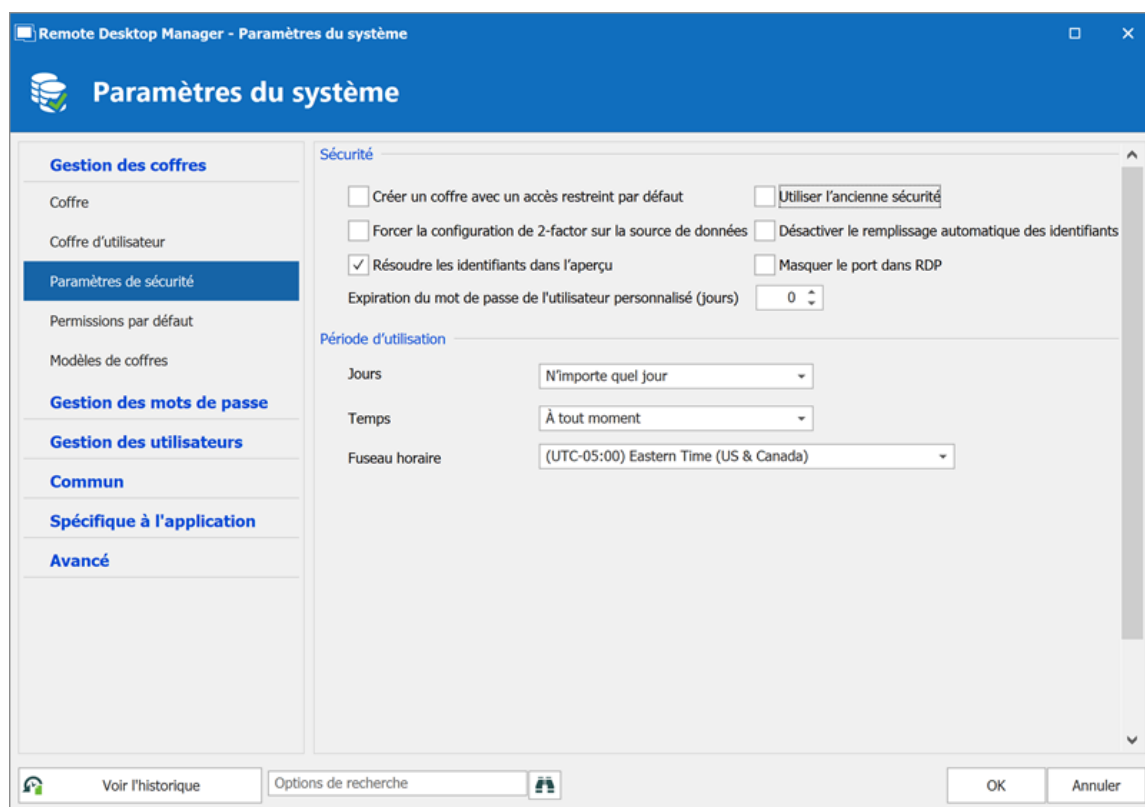 Remote Desktop Manager - Paramètres du système
Paramètres du système
Gestion des coffres
Coffre
Coffre d’utilisateur
Paramètres de sécurité
Permissions par défaut
Modèles de coffres
Gestion des mots de passe
Gestion des utilisateurs
Commun
Spécifique à l'application
Avancé
Sécurité
Créer un coffre avec un accès restreint par défaut
Utiliser l’ancienne sécurité
Forcer la configuration de 2-factor sur la source de données
Désactiver le remplissage automatique des identifiants
Résoudre les identifiants dans l’aperçu
Masquer le port dans RDP
Expiration du mot de passe de l'utilisateur personnalisé (jours)
0
Période d’utilisation
Jours
N’importe quel jour
Temps
À tout moment
Fuseau horaire
(UTC-05:00) Eastern Time (US & Canada)
Voir l'historique
Options de recherche
OK
Annuler